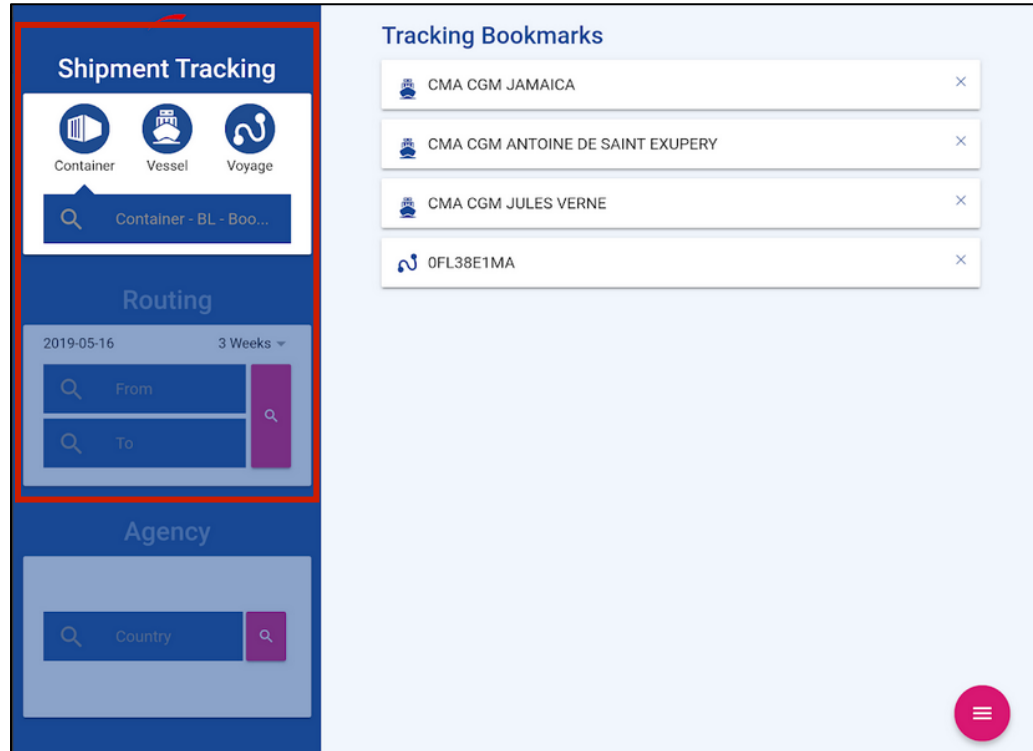 Shipment Tracking
Container Vessel Voyage
Container - BL - Boo...
Routing
2019-05-16 3 Weeks
From
To
Agency
Country
Tracking Bookmarks
CMA CGM JAMAICA
CMA CGM ANTOINE DE SAINT EXUPERY
CMA CGM JULES VERNE
0FL38E1MA